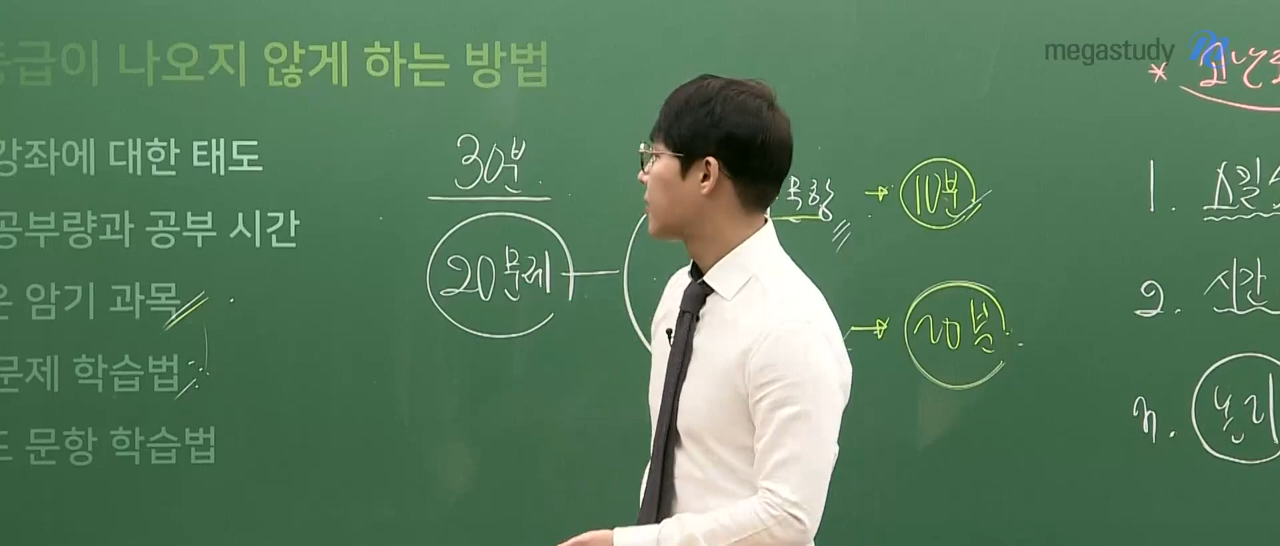 등급이 나오지 않게 하는 방법
강좌에 대한 태도
공부량과 공부 시간
은 암기 과목
문제 학습법
도 문항 학습법
30분
20문제
10분
20분
megastudy
1.
2. 시간
3.